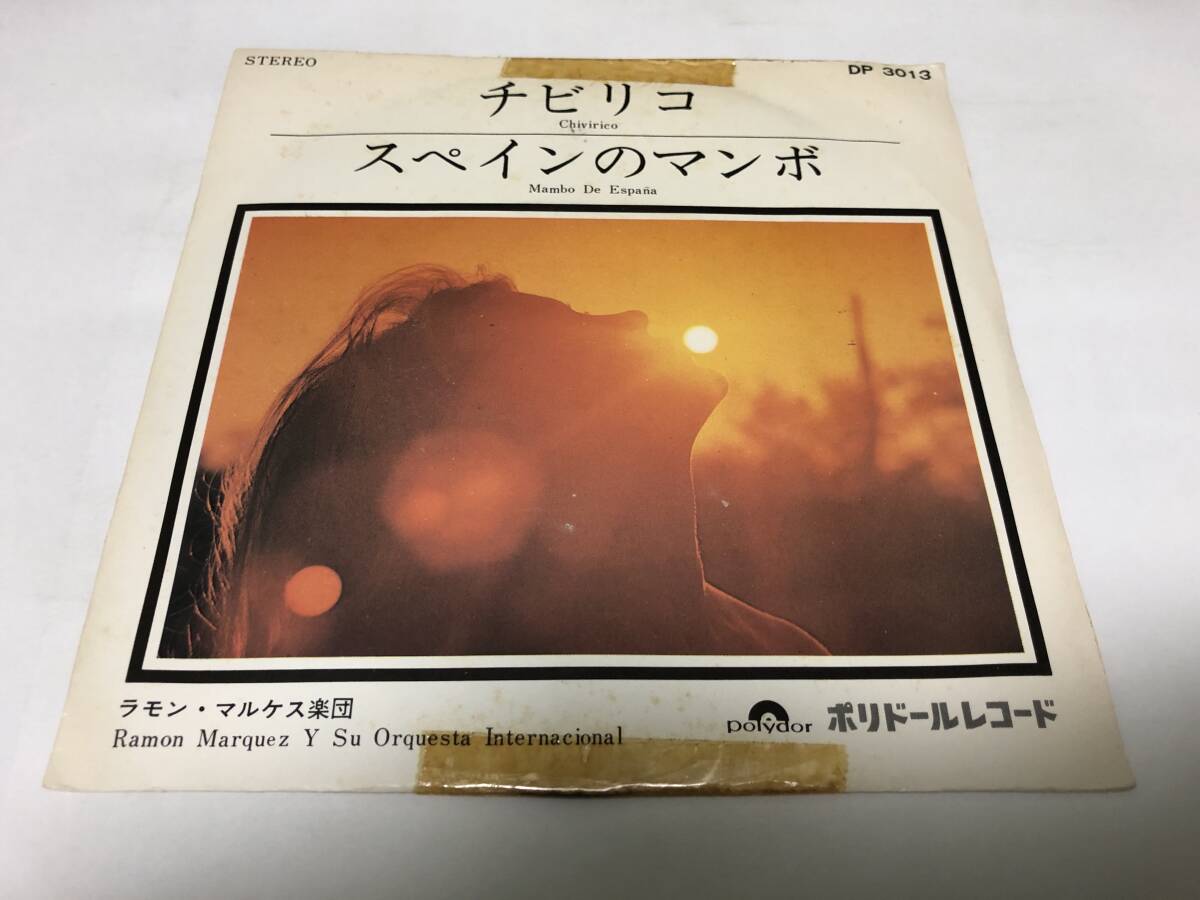 STEREO
DP 3013
チビリコ
Chivirico
スペインのマンボ
Mambo De España
ラモン・マルケス楽団
Ramon Marquez Y Su Orquesta Internacional
polydor ポリドールレコード